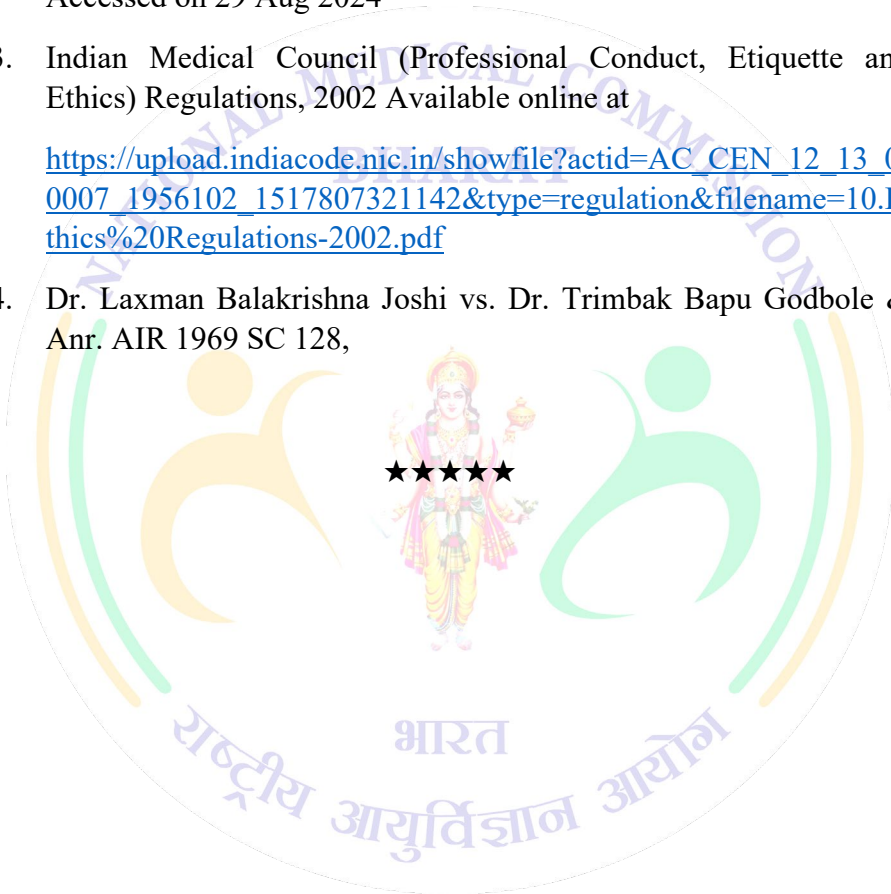 Accessed on 29 Aug 2024
3. Indian Medical Council (Professional Conduct, Etiquette an
Ethics) Regulations, 2002 Available online at
https://upload.indiacode.nic.in/showfile?actid=AC_CEN_12_13_0
0007_1956102_1517807321142&type=regulation&filename=10.E
thics%20Regulations-2002.pdf
4. Dr. Laxman Balakrishna Joshi vs. Dr. Trimbak Bapu Godbole &
Anr. AIR 1969 SC 128,
★★★★★
NATIONAL MEDICAL COMMISSION
BHARAT
भारत
राष्ट्रीय आयुर्विज्ञान आयोग